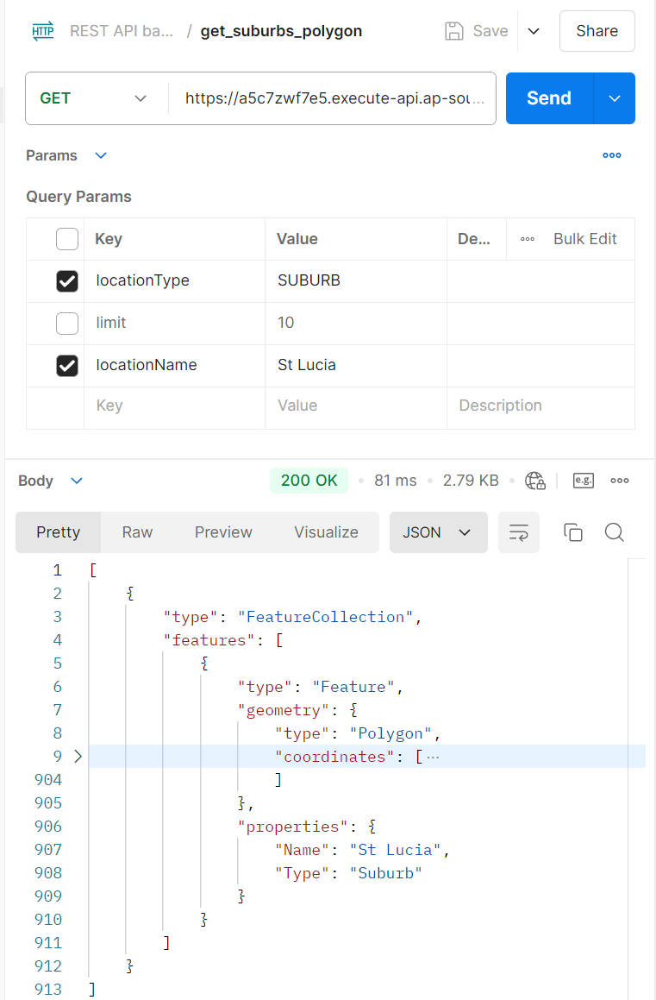 HTTP REST API ba... / get_suburbs_polygon Save Share
GET https://a5c7zwf7e5.execute-api.ap-sou... Send
Params
Query Params
Key Value De... Bulk Edit
locationType SUBURB
limit 10
locationName St Lucia
Key Value Description
Body 200 OK 81 ms 2.79 KB e.g.
Pretty Raw Preview Visualize JSON
1 [
2 {
3 "type": "FeatureCollection",
4 "features": [
5 {
6 "type": "Feature",
7 "geometry": {
8 "type": "Polygon",
9 "coordinates": [ ...
904 ]
905 },
906 "properties": {
907 "Name": "St Lucia",
908 "Type": "Suburb"
909 }
910 }
911 ]
912 }
913 ]